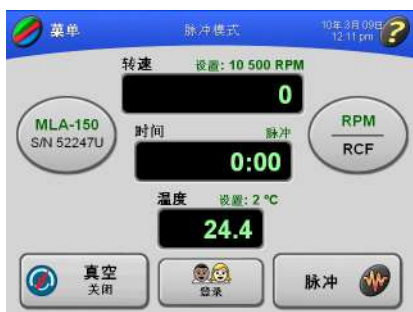 菜单
脉冲模式
10年 3月 09日
12:11 pm
转速 设置: 10 500 RPM
0
MLA-150
S/N 52247U
时间 脉冲
0:00
RPM
RCF
温度 设置: 2 °C
24.4
真空
关闭
登录
脉冲